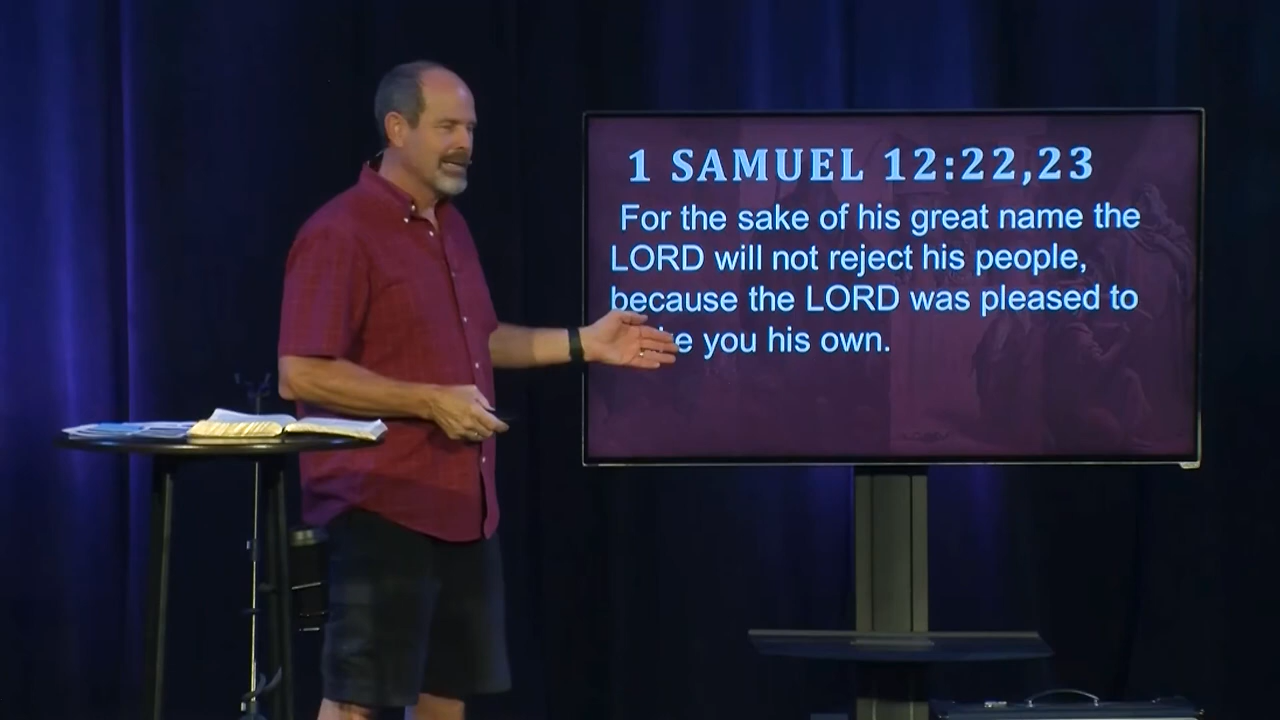 1 SAMUEL 12:22,23
For the sake of his great name the
LORD will not reject his people,
because the LORD was pleased to
you his own.